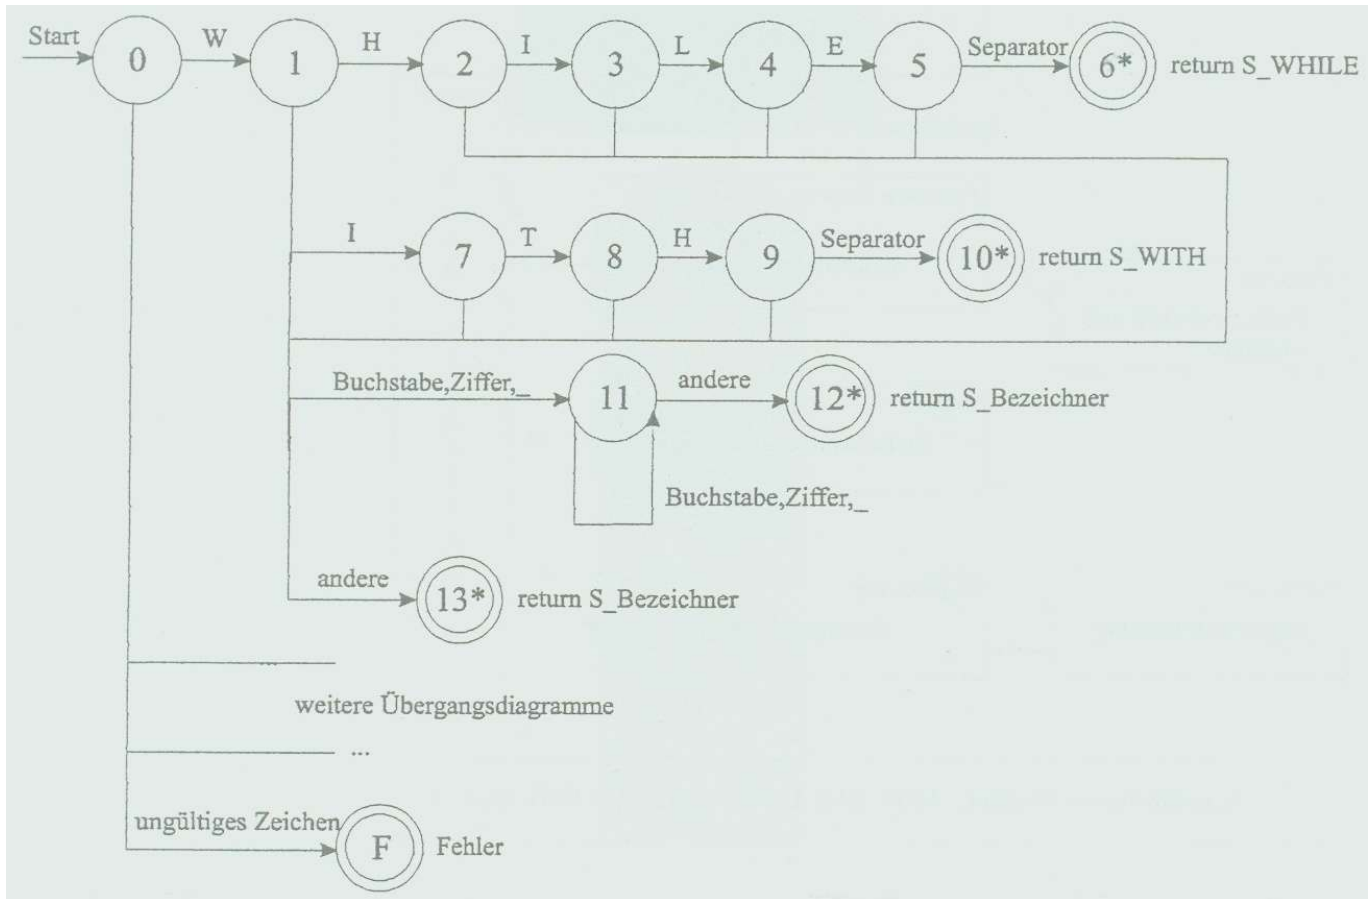 Start 0 W 1 H 2 I 3 L 4 E 5 Separator 6* return S_WHILE
I 7 T 8 H 9 Separator 10* return S_WITH
Buchstabe,Ziffer,_ 11 andere 12* return S_Bezeichner
Buchstabe,Ziffer,_
andere 13* return S_Bezeichner
...
weitere Übergangsdiagramme
...
ungültiges Zeichen F Fehler